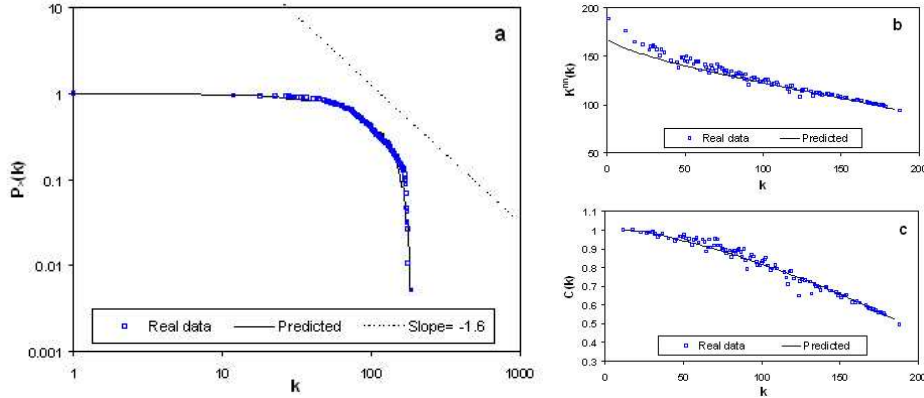 a
10
1
0.1
0.01
0.001
P>(k)
Real data Predicted Slope= -1.6
1 10 100 1000
k
b
200
150
100
50
K^nn(k)
Real data Predicted
0 50 100 150 200
k
c
1.1
1
0.9
0.8
0.7
0.6
0.5
0.4
0.3
C(k)
Real data Predicted
0 50 100 150 200
k